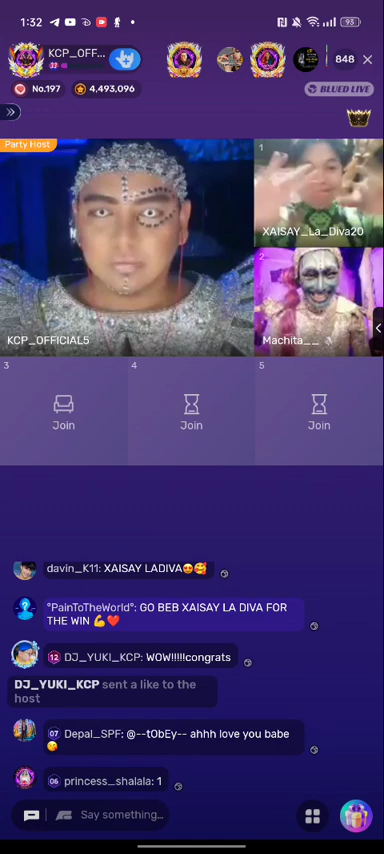 1:32
93
KCP_OFF...
848
No.197
4,493,096
BLUED LIVE
Party Host
1
XAISAY_La_Diva20
2
KCP_OFFICIAL5
Machita__
3
4
5
Join
Join
Join
davin_K11: XAISAY LADIVA😍🥰
°PainToTheWorld°: GO BEB XAISAY LA DIVA FOR
THE WIN 💪❤️
12 DJ_YUKI_KCP: WOW!!!!!congrats
DJ_YUKI_KCP sent a like to the
host
07 Depal_SPF: @--tObEy-- ahhh love you babe
😘
06 princess_shalala: 1
Say something...